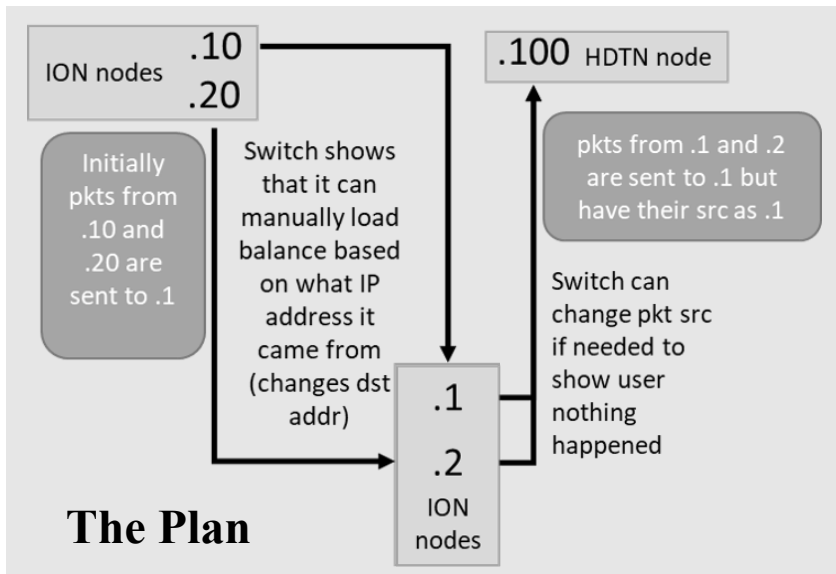 .10
ION nodes
.20
.100 HDTN node
Initially
pkts from
.10 and
.20 are
sent to .1
Switch shows
that it can
manually load
balance based
on what IP
address it
came from
(changes dst
addr)
pkts from .1 and .2
are sent to .1 but
have their src as .1
Switch can
change pkt src
if needed to
show user
nothing
happened
.1
.2
ION
nodes
The Plan